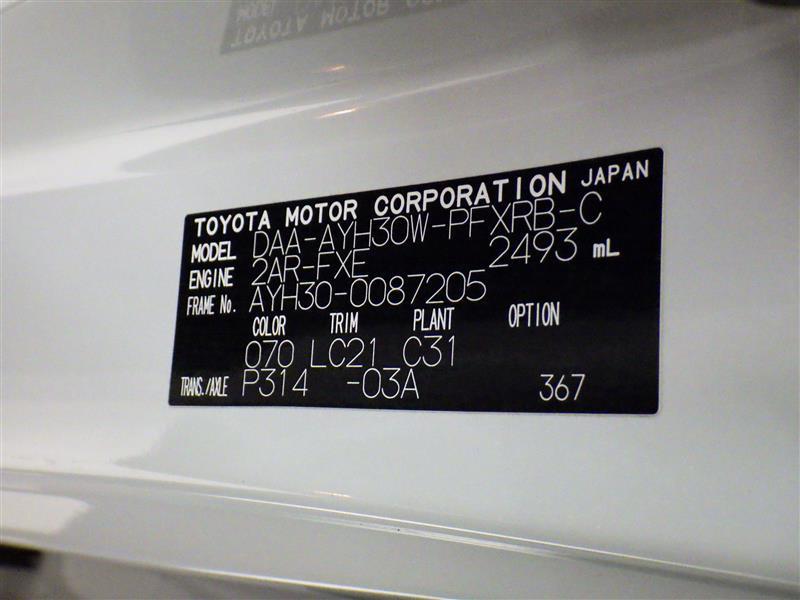 TOYOTA MOTOR CORPORATION JAPAN
MODEL DAA-AYH30W-PFXRB-C
ENGINE 2AR-FXE 2493 mL
FRAME No. AYH30-0087205
COLOR TRIM PLANT OPTION
070 LC21 C31
TRANS./AXLE P314 -03A 367